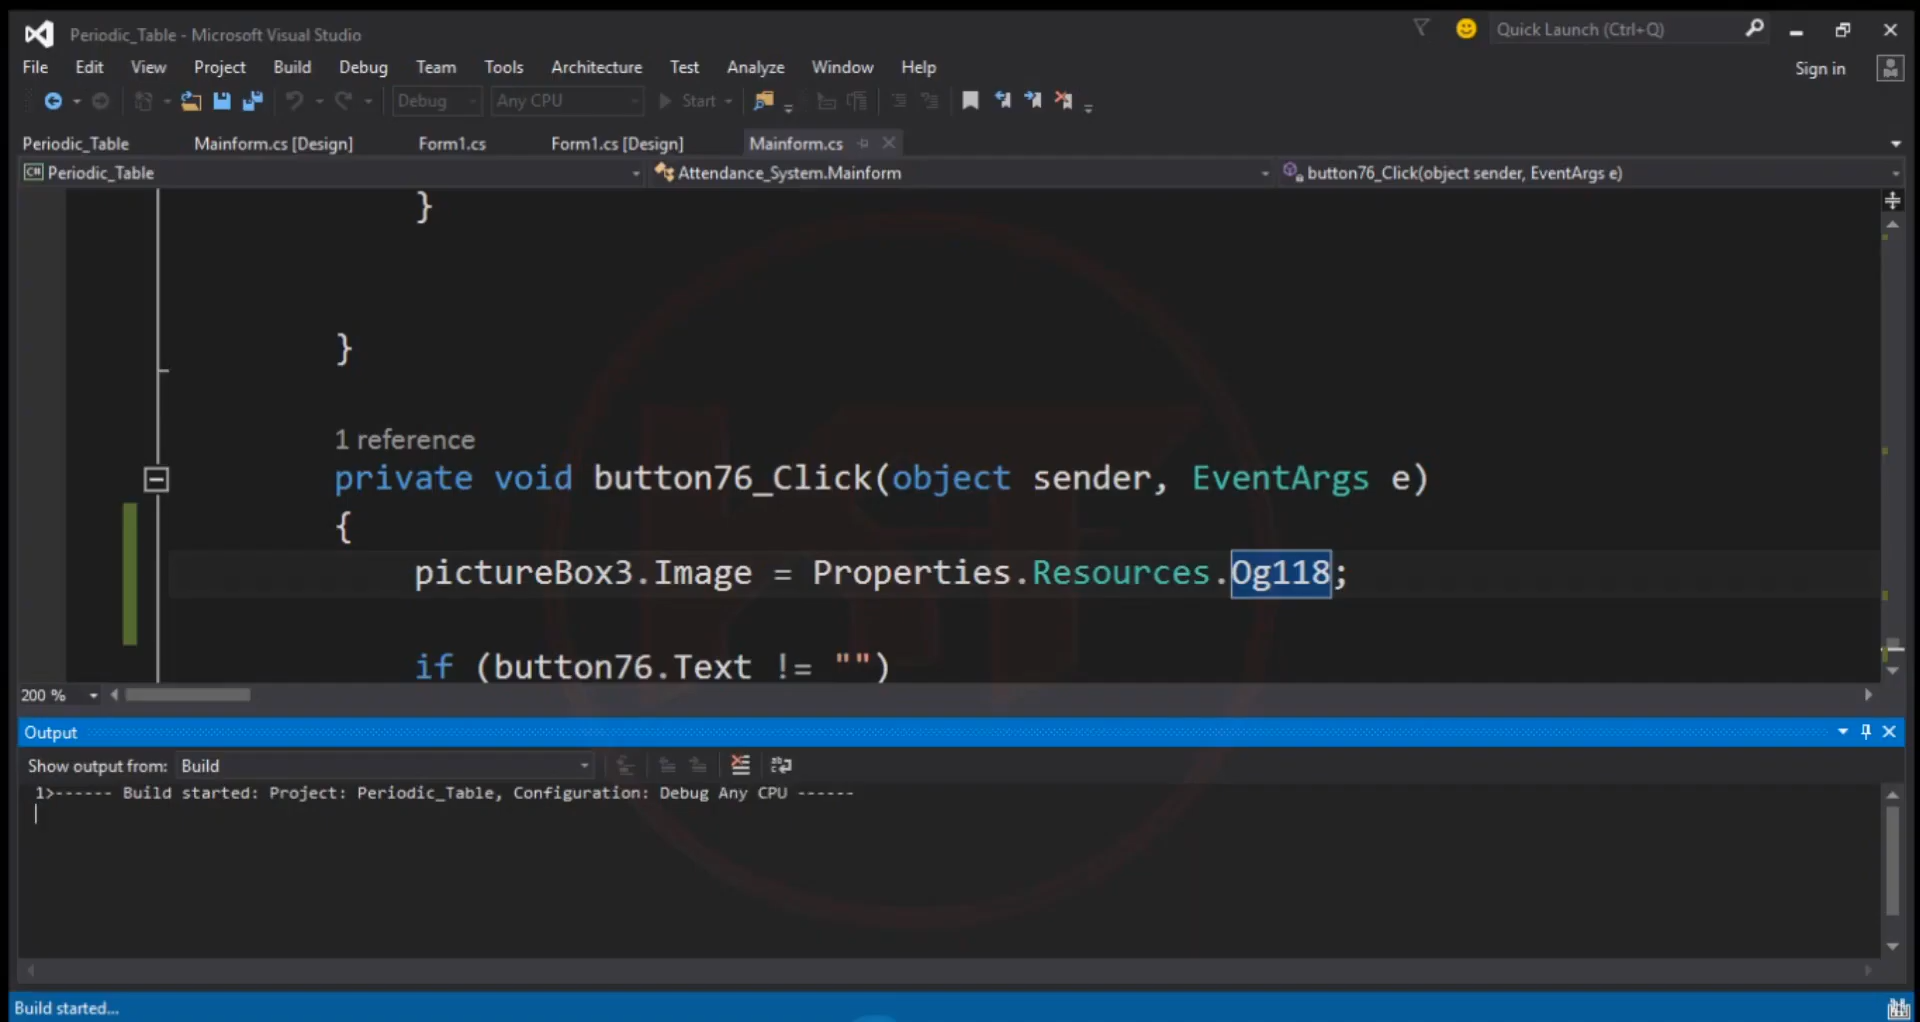 Periodic_Table - Microsoft Visual Studio
Quick Launch (Ctrl+Q)
File Edit View Project Build Debug Team Tools Architecture Test Analyze Window Help
Sign in
Debug Any CPU Start
Periodic_Table Mainform.cs [Design] Form1.cs Form1.cs [Design] Mainform.cs
C# Periodic_Table Attendance_System.Mainform button76_Click(object sender, EventArgs e)
}
}
1 reference
private void button76_Click(object sender, EventArgs e)
{
pictureBox3.Image = Properties.Resources.Og118;
if (button76.Text != "")
200 %
Output
Show output from: Build
1>------ Build started: Project: Periodic_Table, Configuration: Debug Any CPU ------
Build started...